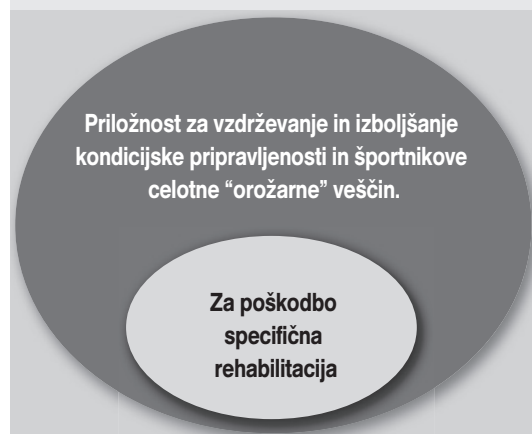 Priložnost za vzdrževanje in izboljšanje
kondicijske pripravljenosti in športnikove
celotne “orožarne” veščin.
Za poškodbo
specifična
rehabilitacija